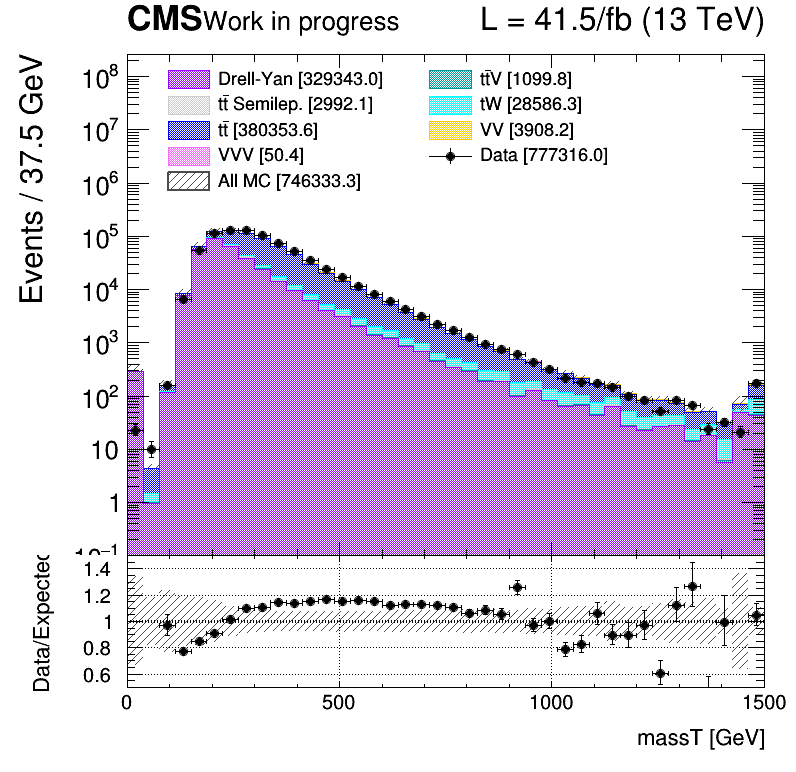 CMS Work in progress L = 41.5/fb (13 TeV)
Events / 37.5 GeV
10⁸
10⁷
10⁶
10⁵
10⁴
10³
10²
10
1
10⁻¹
Drell-Yan [329343.0]
tt̄ Semilep. [2992.1]
tt̄ [380353.6]
VVV [50.4]
All MC [746333.3]
tt̄V [1099.8]
tW [28586.3]
VV [3908.2]
Data [777316.0]
Data/Expected
1.4
1.2
1
0.8
0.6
0 500 1000 1500
massT [GeV]